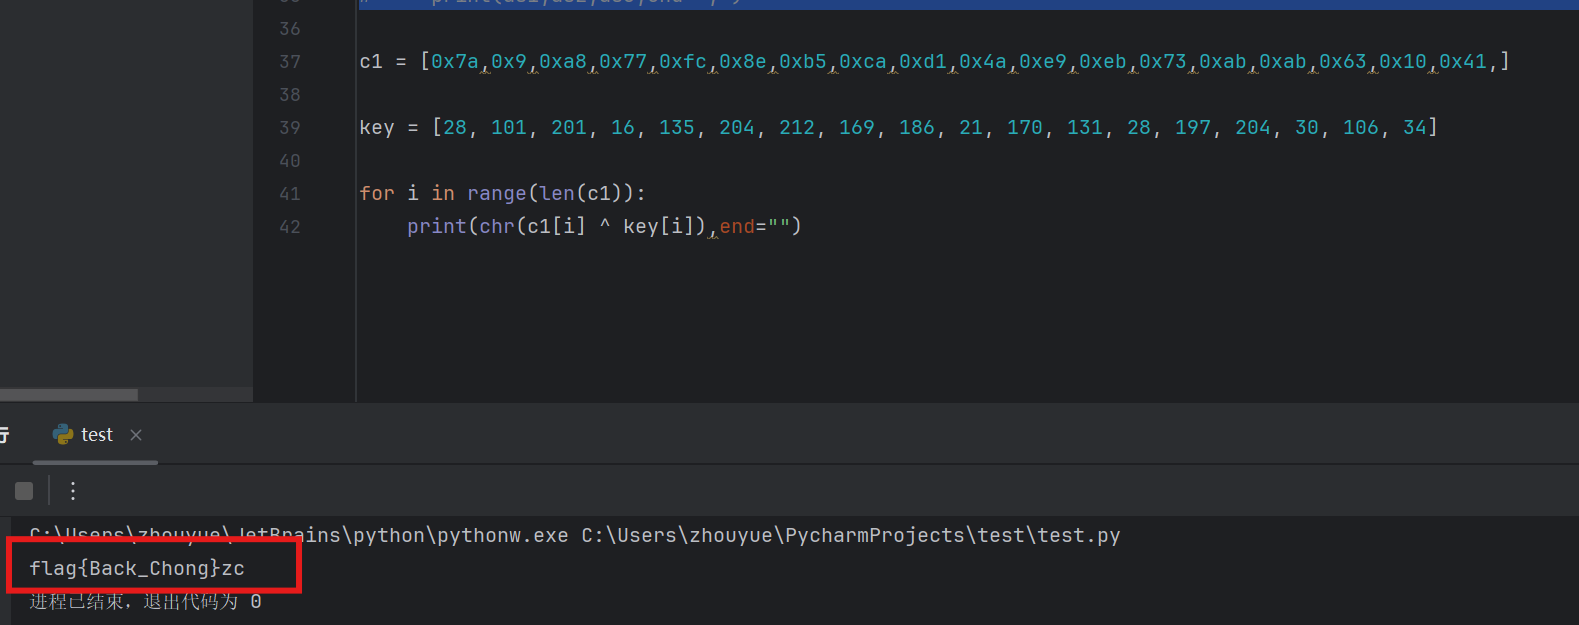 36
37 c1 = [0x7a,0x9,0xa8,0x77,0xfc,0x8e,0xb5,0xca,0xd1,0x4a,0xe9,0xeb,0x73,0xab,0xab,0x63,0x10,0x41,]
38
39 key = [28, 101, 201, 16, 135, 204, 212, 169, 186, 21, 170, 131, 28, 197, 204, 30, 106, 34]
40
41 for i in range(len(c1)):
42 print(chr(c1[i] ^ key[i]),end="")
test
C:\Users\zhouyue\JetBrains\python\pythonw.exe C:\Users\zhouyue\PycharmProjects\test\test.py
flag{Back_Chong}zc
进程已结束，退出代码为 0